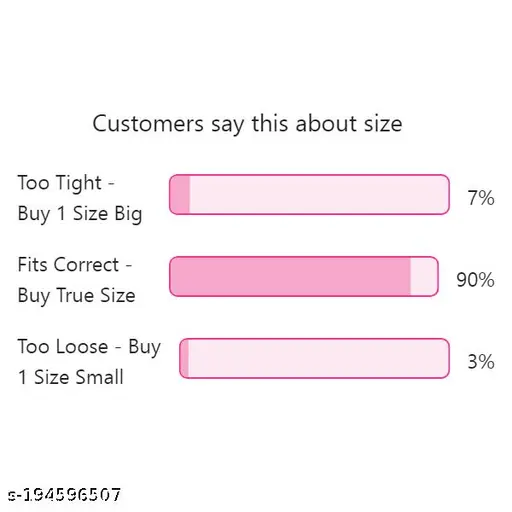 Customers say this about size
Too Tight -
Buy 1 Size Big
7%
Fits Correct -
Buy True Size
90%
Too Loose - Buy
1 Size Small
3%
s-194596507